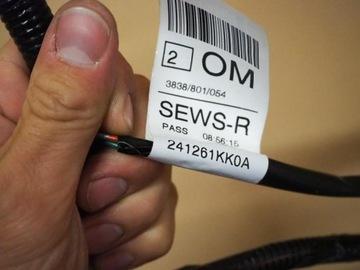 2 OM
3838/801/054
SEWS-R
PASS 08:56:15
241261KK0A